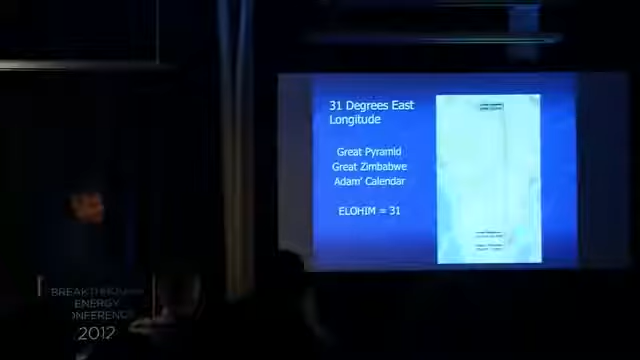 31 Degrees East
Longitude
Great Pyramid
Great Zimbabwe
Adam' Calendar
ELOHIM = 31
BREAKTHROUGH
ENERGY
CONFERENCE
2012